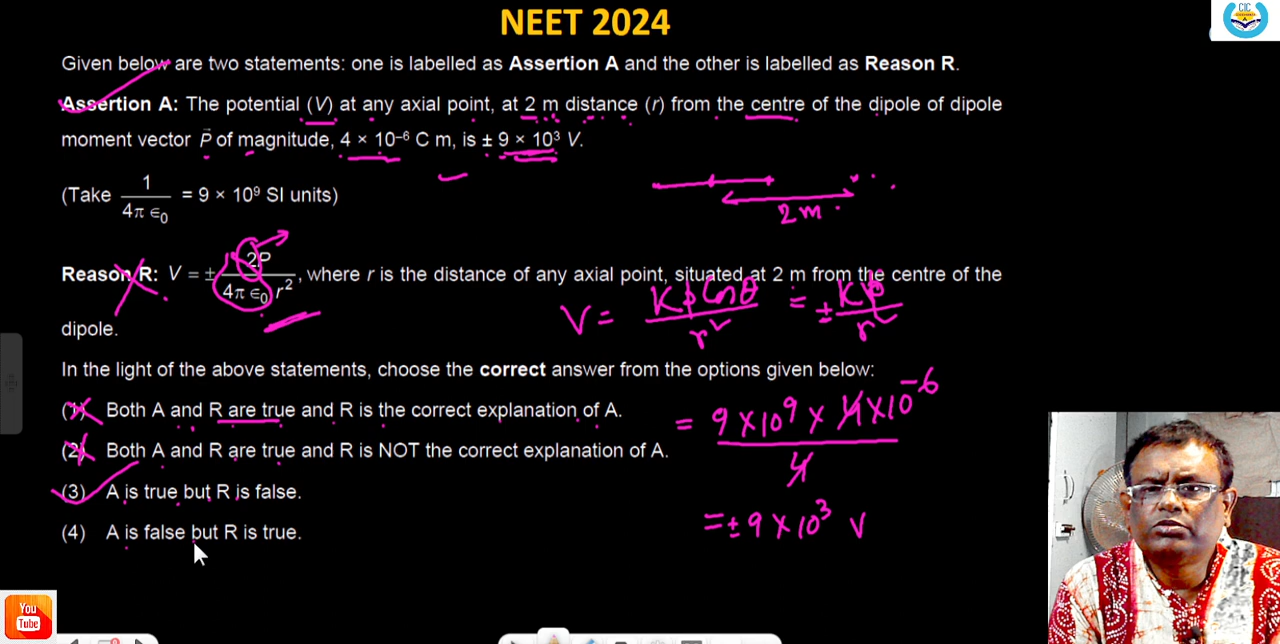 NEET 2024
CIC
Given below are two statements: one is labelled as Assertion A and the other is labelled as Reason R.
Assertion A: The potential (V) at any axial point, at 2 m distance (r) from the centre of the dipole of dipole
moment vector P⃗ of magnitude, 4 × 10⁻⁶ C m, is ± 9 × 10³ V.
(Take 1/(4π ∈₀) = 9 × 10⁹ SI units)
2 m
Reason R: V = ± 2P/(4π ∈₀ r²), where r is the distance of any axial point, situated at 2 m from the centre of the
dipole.
V = Kp Cosθ/r² = ± Kp/r²
In the light of the above statements, choose the correct answer from the options given below:
(1) Both A and R are true and R is the correct explanation of A.
(2) Both A and R are true and R is NOT the correct explanation of A.
(3) A is true but R is false.
(4) A is false but R is true.
= 9 × 10⁹ × 4 × 10⁻⁶/4
= ± 9 × 10³ V
You
Tube